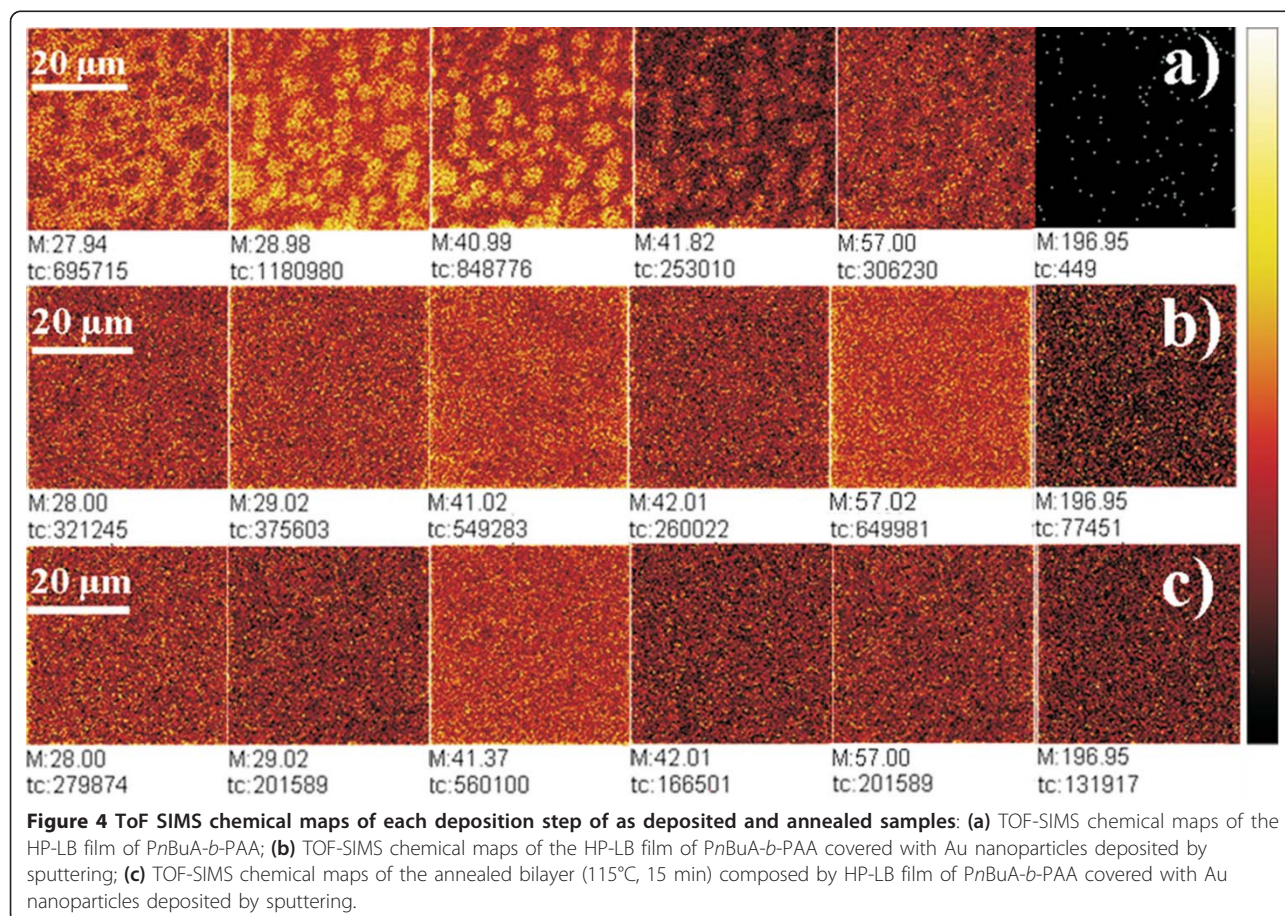 20 µm
a)
M:27.94 M:28.98 M:40.99 M:41.82 M:57.00 M:196.95
tc:695715 tc:1180980 tc:848776 tc:253010 tc:306230 tc:449
20 µm
b)
M:28.00 M:29.02 M:41.02 M:42.01 M:57.02 M:196.95
tc:321245 tc:375603 tc:549283 tc:260022 tc:649981 tc:77451
20 µm
c)
M:28.00 M:29.02 M:41.37 M:42.01 M:57.00 M:196.95
tc:279874 tc:201589 tc:560100 tc:166501 tc:201589 tc:131917
Figure 4 ToF SIMS chemical maps of each deposition step of as deposited and annealed samples: (a) TOF-SIMS chemical maps of the
HP-LB film of PnBuA-b-PAA; (b) TOF-SIMS chemical maps of the HP-LB film of PnBuA-b-PAA covered with Au nanoparticles deposited by
sputtering; (c) TOF-SIMS chemical maps of the annealed bilayer (115°C, 15 min) composed by HP-LB film of PnBuA-b-PAA covered with Au
nanoparticles deposited by sputtering.